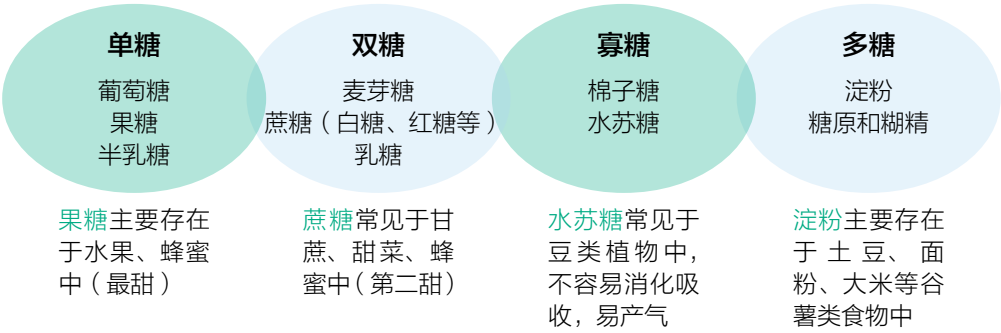 单糖
葡萄糖
果糖
半乳糖
双糖
麦芽糖
蔗糖（白糖、红糖等）
乳糖
寡糖
棉子糖
水苏糖
多糖
淀粉
糖原和糊精
果糖主要存在
于水果、蜂蜜
中（最甜）
蔗糖常见于甘
蔗、甜菜、蜂
蜜中（第二甜）
水苏糖常见于
豆类植物中，
不容易消化吸
收，易产气
淀粉主要存在
于土豆、面
粉、大米等谷
薯类食物中